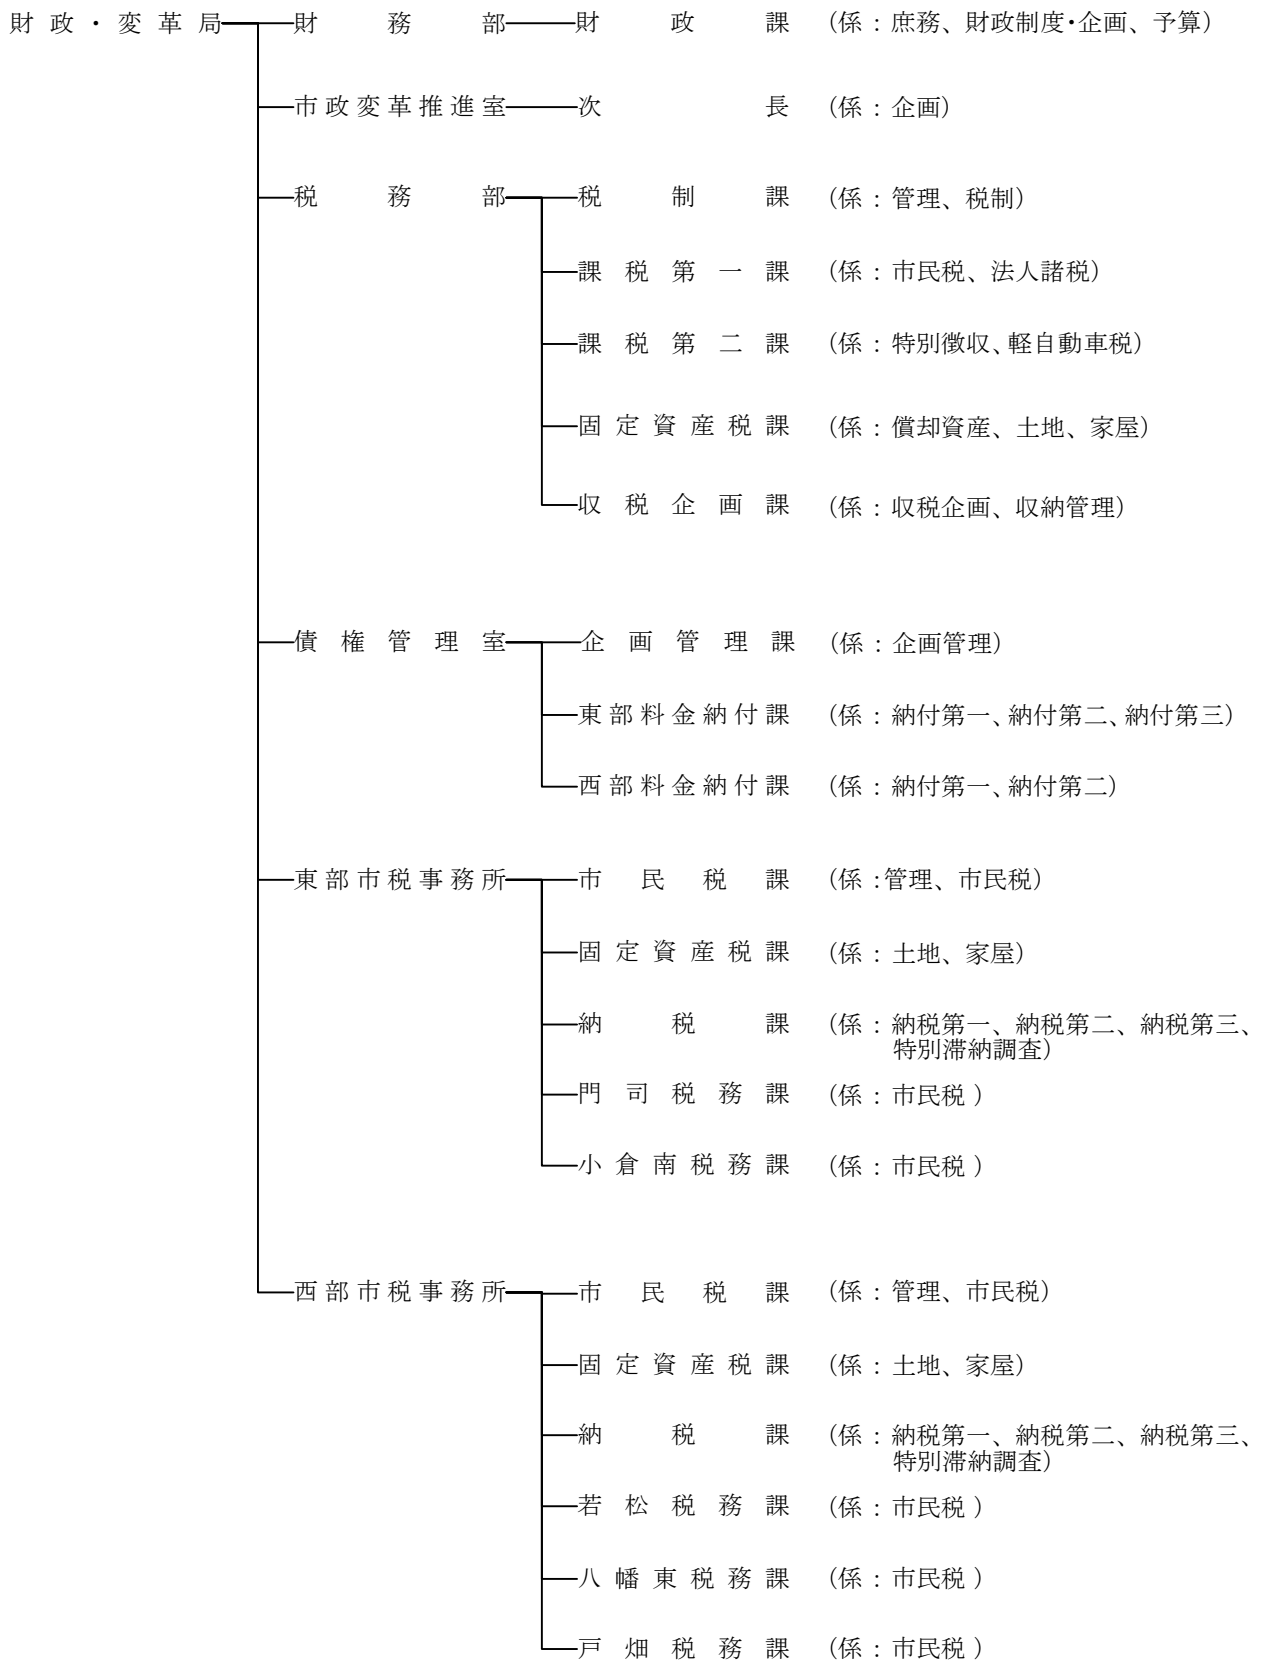 財政・変革局 財務部 財政課 (係：庶務、財政制度・企画、予算)
市政変革推進室 次長 (係：企画)
税務部 税制課 (係：管理、税制)
課税第一課 (係：市民税、法人諸税)
課税第二課 (係：特別徴収、軽自動車税)
固定資産税課 (係：償却資産、土地、家屋)
収税企画課 (係：収税企画、収納管理)
債権管理室 企画管理課 (係：企画管理)
東部料金納付課 (係：納付第一、納付第二、納付第三)
西部料金納付課 (係：納付第一、納付第二)
東部市税事務所 市民税課 (係：管理、市民税)
固定資産税課 (係：土地、家屋)
納税課 (係：納税第一、納税第二、納税第三、
特別滞納調査)
門司税務課 (係：市民税)
小倉南税務課 (係：市民税)
西部市税事務所 市民税課 (係：管理、市民税)
固定資産税課 (係：土地、家屋)
納税課 (係：納税第一、納税第二、納税第三、
特別滞納調査)
若松税務課 (係：市民税)
八幡東税務課 (係：市民税)
戸畑税務課 (係：市民税)